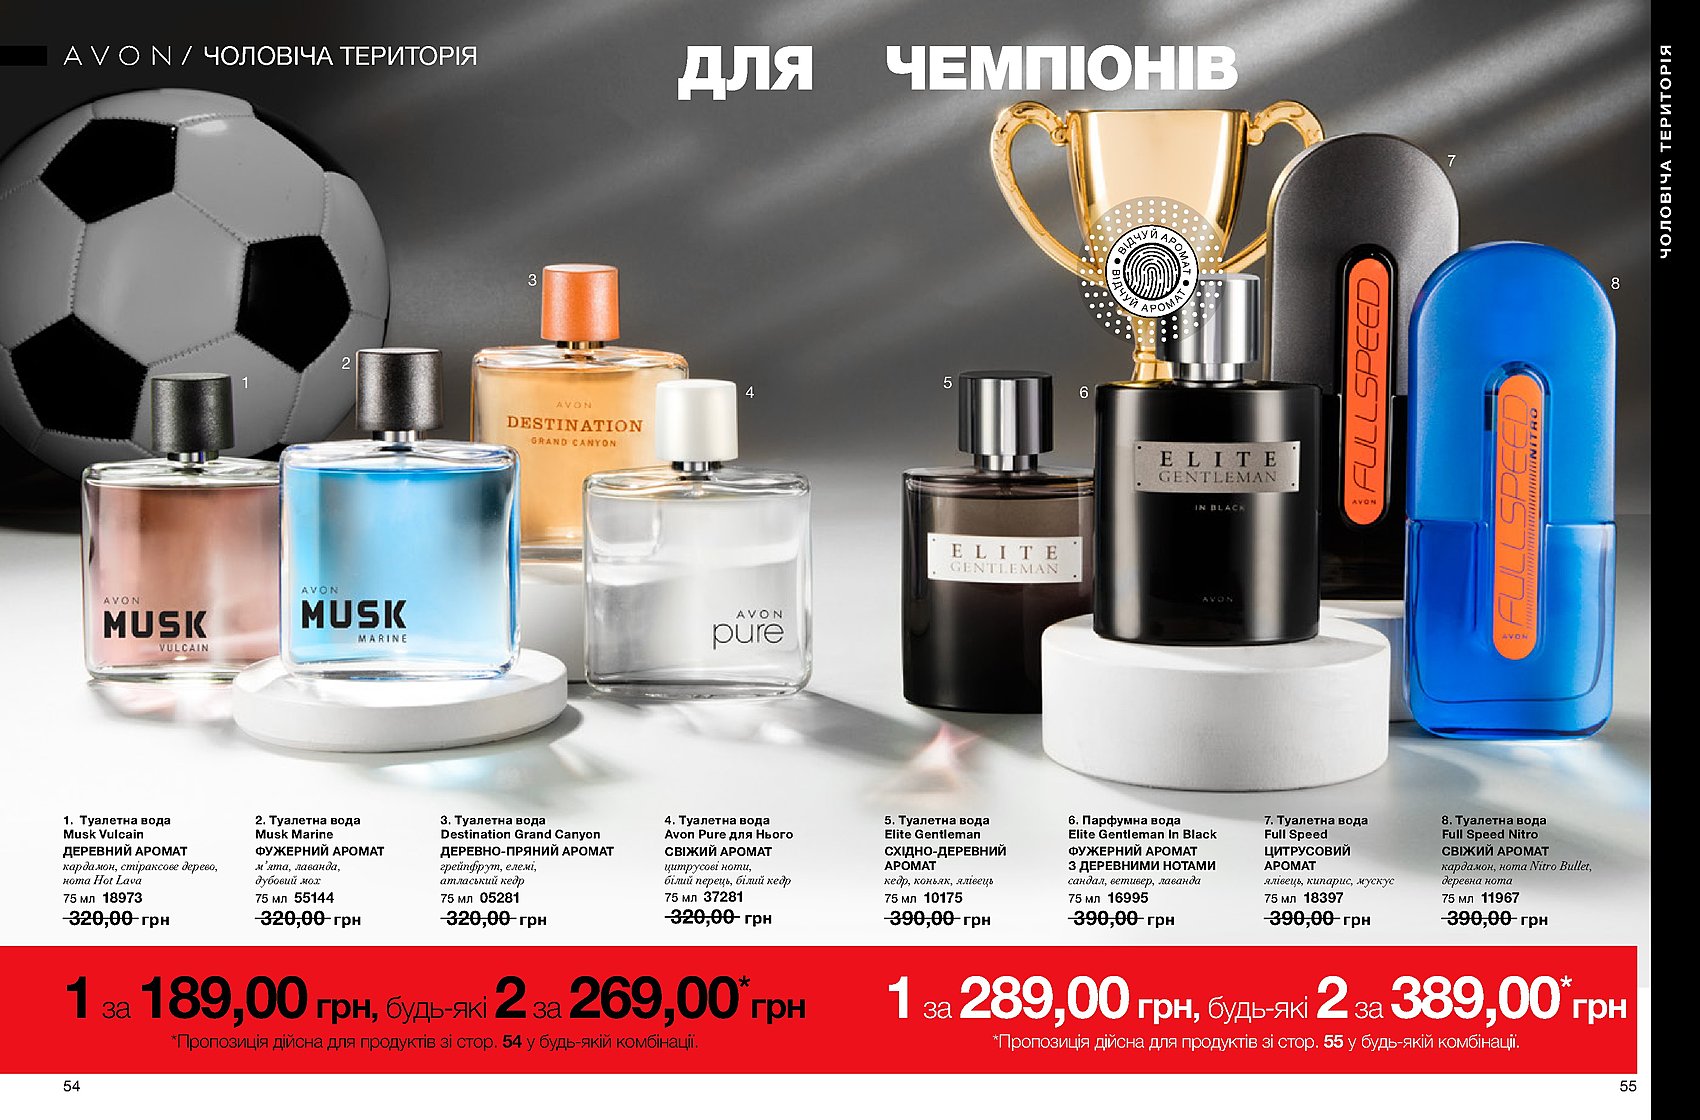 AVON / ЧОЛОВІЧА ТЕРИТОРІЯ
ДЛЯ ЧЕМПІОНІВ
ЧОЛОВІЧА ТЕРИТОРІЯ
ВІДЧУЙ АРОМАТ • ВІДЧУЙ АРОМАТ •
1
2
3
4
5
6
7
8
AVON
MUSK
VULCAIN
AVON
MUSK
MARINE
AVON
DESTINATION
GRAND CANYON
AVON
pure
ELITE
GENTLEMAN
ELITE
GENTLEMAN
IN BLACK
AVON
FULL SPEED
AVON
FULL SPEED
NITRO
AVON
1. Туалетна вода
Musk Vulcain
ДЕРЕВНИЙ АРОМАТ
кардамон, стіраксове дерево,
нота Hot Lava
75 мл 18973
320,00 грн
2. Туалетна вода
Musk Marine
ФУЖЕРНИЙ АРОМАТ
м'ята, лаванда,
дубовий мох
75 мл 55144
320,00 грн
3. Туалетна вода
Destination Grand Canyon
ДЕРЕВНО-ПРЯНИЙ АРОМАТ
грейпфрут, елемі,
атласький кедр
75 мл 05281
320,00 грн
4. Туалетна вода
Avon Pure для Нього
СВІЖИЙ АРОМАТ
цитрусові ноти,
білий перець, білий кедр
75 мл 37281
320,00 грн
5. Туалетна вода
Elite Gentleman
СХІДНО-ДЕРЕВНИЙ
АРОМАТ
кедр, коньяк, ялівець
75 мл 10175
390,00 грн
6. Парфумна вода
Elite Gentleman In Black
ФУЖЕРНИЙ АРОМАТ
З ДЕРЕВНИМИ НОТАМИ
сандал, ветивер, лаванда
75 мл 16995
390,00 грн
7. Туалетна вода
Full Speed
ЦИТРУСОВИЙ
АРОМАТ
ялівець, кипарис, мускус
75 мл 18397
390,00 грн
8. Туалетна вода
Full Speed Nitro
СВІЖИЙ АРОМАТ
кардамон, нота Nitro Bullet,
деревна нота
75 мл 11967
390,00 грн
1 за 189,00 грн, будь-які 2 за 269,00* грн
*Пропозиція дійсна для продуктів зі стор. 54 у будь-якій комбінації.
1 за 289,00 грн, будь-які 2 за 389,00* грн
*Пропозиція дійсна для продуктів зі стор. 55 у будь-якій комбінації.
54
55